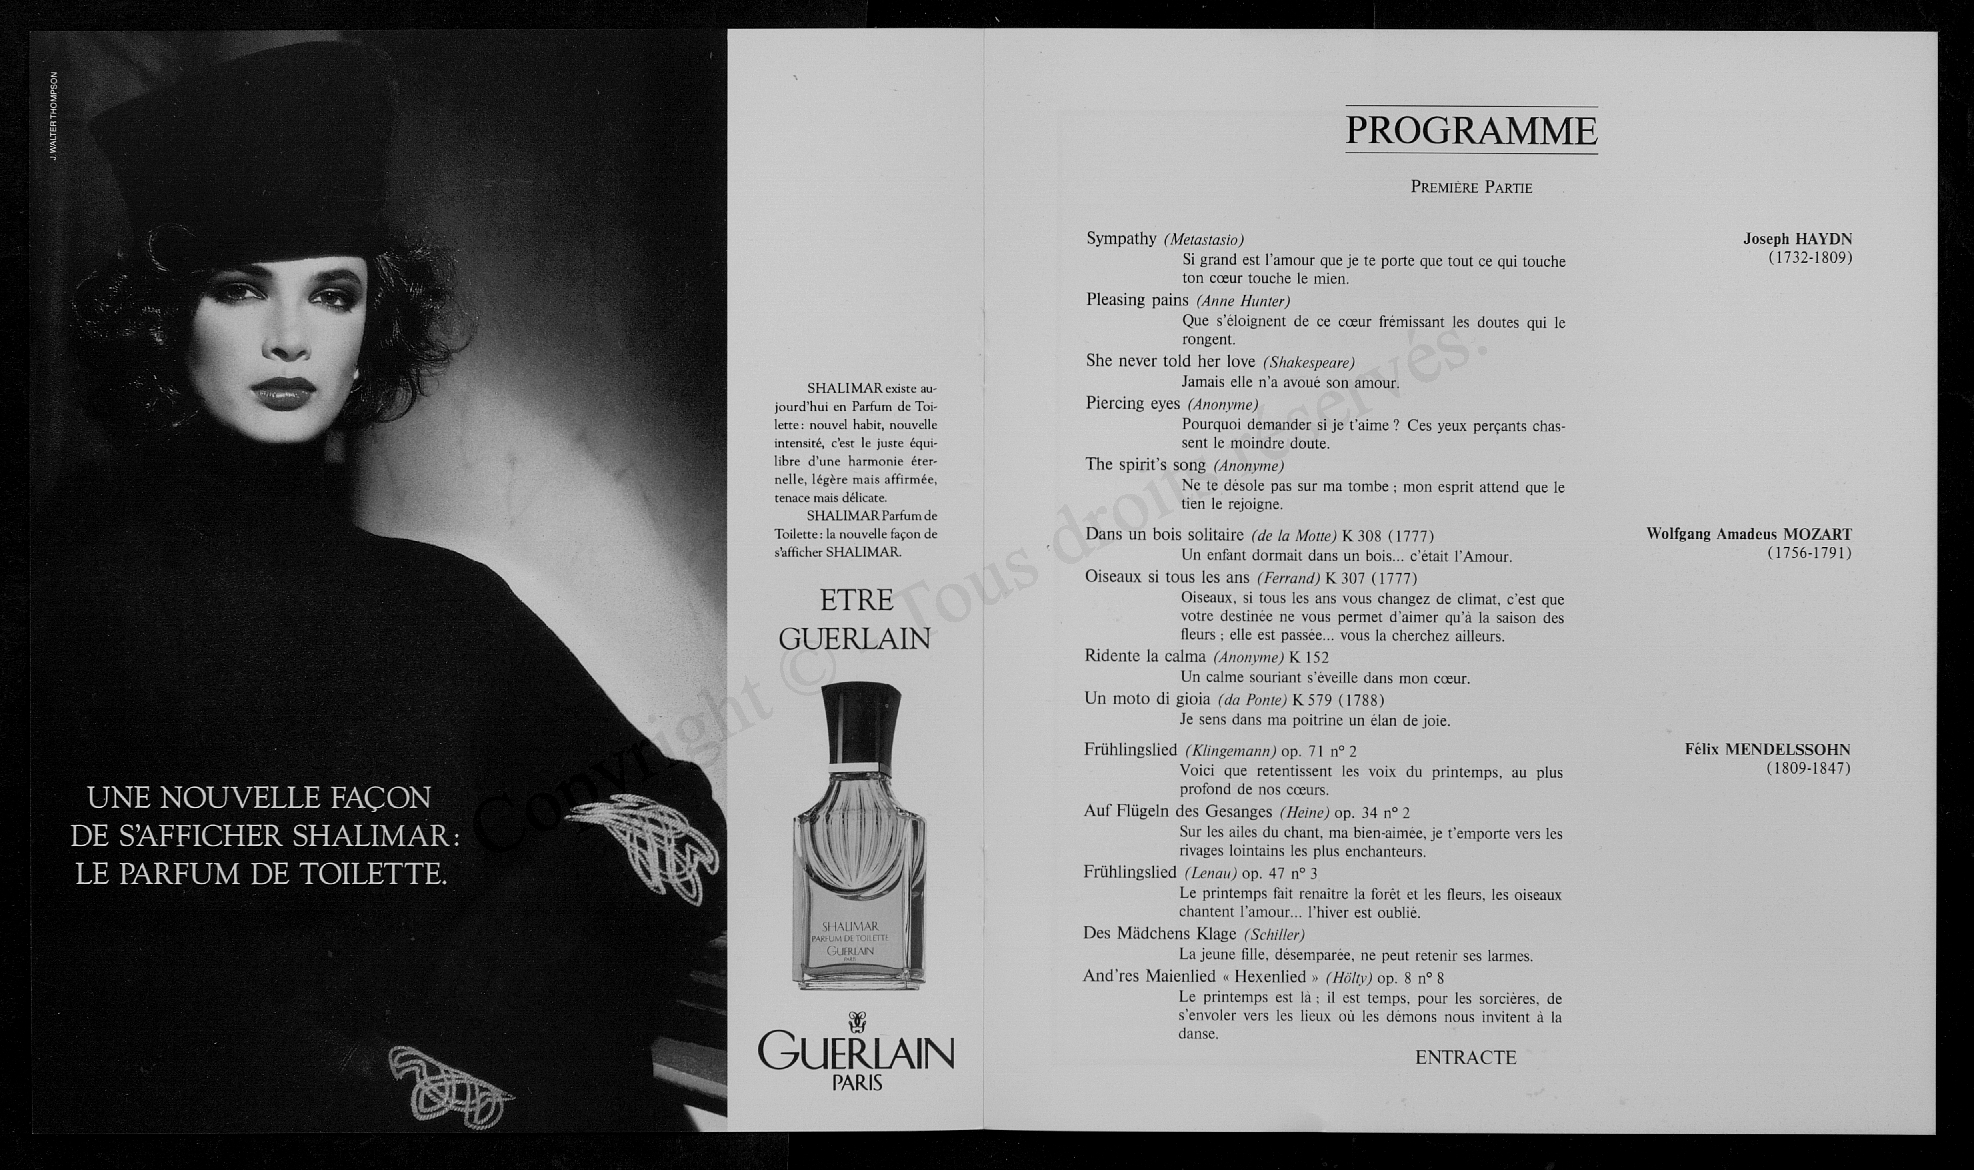 J. WALTER THOMPSON
UNE NOUVELLE FAÇON
DE S'AFFICHER SHALIMAR:
LE PARFUM DE TOILETTE.
SHALIMAR existe au-
jourd'hui en Parfum de Toi-
lette: nouvel habit, nouvelle
intensité, c'est le juste équi-
libre d'une harmonie éter-
nelle, légère mais affirmée,
tenace mais délicate.
SHALIMAR Parfum de
Toilette: la nouvelle façon de
s'afficher SHALIMAR.
ETRE
GUERLAIN
SHALIMAR
PARFUM DE TOILETTE
GUERLAIN
PARIS
GUERLAIN
PARIS
PROGRAMME
PREMIÈRE PARTIE
Sympathy (Metastasio)
Joseph HAYDN
(1732-1809)
Si grand est l'amour que je te porte que tout ce qui touche
ton cœur touche le mien.
Pleasing pains (Anne Hunter)
Que s'éloignent de ce cœur frémissant les doutes qui le
rongent.
She never told her love (Shakespeare)
Jamais elle n'a avoué son amour.
Piercing eyes (Anonyme)
Pourquoi demander si je t'aime ? Ces yeux perçants chas-
sent le moindre doute.
The spirit's song (Anonyme)
Ne te désole pas sur ma tombe ; mon esprit attend que le
tien le rejoigne.
Dans un bois solitaire (de la Motte) K 308 (1777)
Wolfgang Amadeus MOZART
(1756-1791)
Un enfant dormait dans un bois... c'était l'Amour.
Oiseaux si tous les ans (Ferrand) K 307 (1777)
Oiseaux, si tous les ans vous changez de climat, c'est que
votre destinée ne vous permet d'aimer qu'à la saison des
fleurs ; elle est passée... vous la cherchez ailleurs.
Ridente la calma (Anonyme) K 152
Un calme souriant s'éveille dans mon cœur.
Un moto di gioia (da Ponte) K 579 (1788)
Je sens dans ma poitrine un élan de joie.
Frühlingslied (Klingemann) op. 71 n° 2
Félix MENDELSSOHN
(1809-1847)
Voici que retentissent les voix du printemps, au plus
profond de nos cœurs.
Auf Flügeln des Gesanges (Heine) op. 34 n° 2
Sur les ailes du chant, ma bien-aimée, je t'emporte vers les
rivages lointains les plus enchanteurs.
Frühlingslied (Lenau) op. 47 n° 3
Le printemps fait renaître la forêt et les fleurs, les oiseaux
chantent l'amour... l'hiver est oublié.
Des Mädchens Klage (Schiller)
La jeune fille, désemparée, ne peut retenir ses larmes.
And'res Maienlied « Hexenlied » (Hölty) op. 8 n° 8
Le printemps est là ; il est temps, pour les sorcières, de
s'envoler vers les lieux où les démons nous invitent à la
danse.
ENTRACTE
Copyright © - Tous droits réservés.